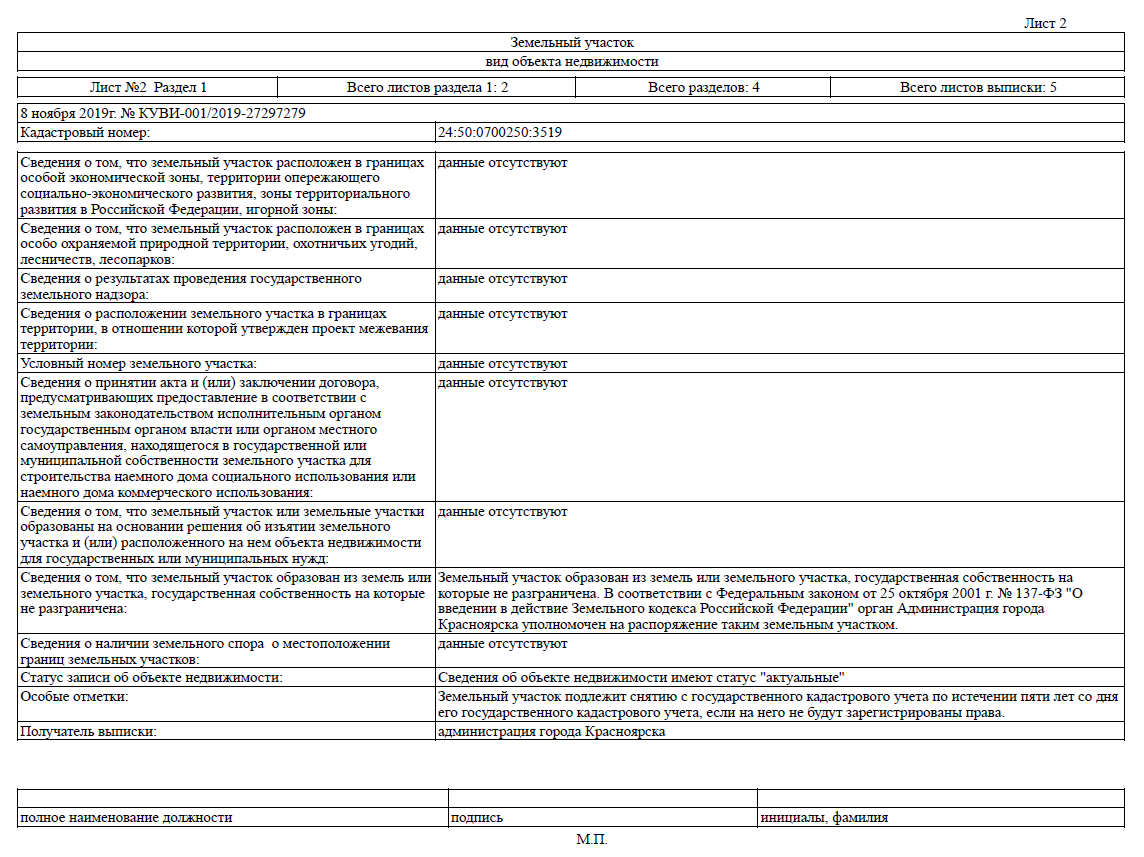 Лист 2
Земельный участок
вид объекта недвижимости
Лист №2 Раздел 1 Всего листов раздела 1: 2 Всего разделов: 4 Всего листов выписки: 5
8 ноября 2019г. № КУВИ-001/2019-27297279
Кадастровый номер: 24:50:0700250:3519
Сведения о том, что земельный участок расположен в границах данные отсутствуют
особой экономической зоны, территории опережающего
социально-экономического развития, зоны территориального
развития в Российской Федерации, игорной зоны:
Сведения о том, что земельный участок расположен в границах данные отсутствуют
особо охраняемой природной территории, охотничьих угодий,
лесничеств, лесопарков:
Сведения о результатах проведения государственного данные отсутствуют
земельного надзора:
Сведения о расположении земельного участка в границах данные отсутствуют
территории, в отношении которой утвержден проект межевания
территории:
Условный номер земельного участка: данные отсутствуют
Сведения о принятии акта и (или) заключении договора, данные отсутствуют
предусматривающих предоставление в соответствии с
земельным законодательством исполнительным органом
государственным органом власти или органом местного
самоуправления, находящегося в государственной или
муниципальной собственности земельного участка для
строительства наемного дома социального использования или
наемного дома коммерческого использования:
Сведения о том, что земельный участок или земельные участки данные отсутствуют
образованы на основании решения об изъятии земельного
участка и (или) расположенного на нем объекта недвижимости
для государственных или муниципальных нужд:
Сведения о том, что земельный участок образован из земель или Земельный участок образован из земель или земельного участка, государственная собственность на
земельного участка, государственная собственность на которые которые не разграничена. В соответствии с Федеральным законом от 25 октября 2001 г. № 137-ФЗ "О
не разграничена: введении в действие Земельного кодекса Российской Федерации" орган Администрация города
Красноярска уполномочен на распоряжение таким земельным участком.
Сведения о наличии земельного спора о местоположении данные отсутствуют
границ земельных участков:
Статус записи об объекте недвижимости: Сведения об объекте недвижимости имеют статус "актуальные"
Особые отметки: Земельный участок подлежит снятию с государственного кадастрового учета по истечении пяти лет со дня
его государственного кадастрового учета, если на него не будут зарегистрированы права.
Получатель выписки: администрация города Красноярска
полное наименование должности подпись инициалы, фамилия
М.П.